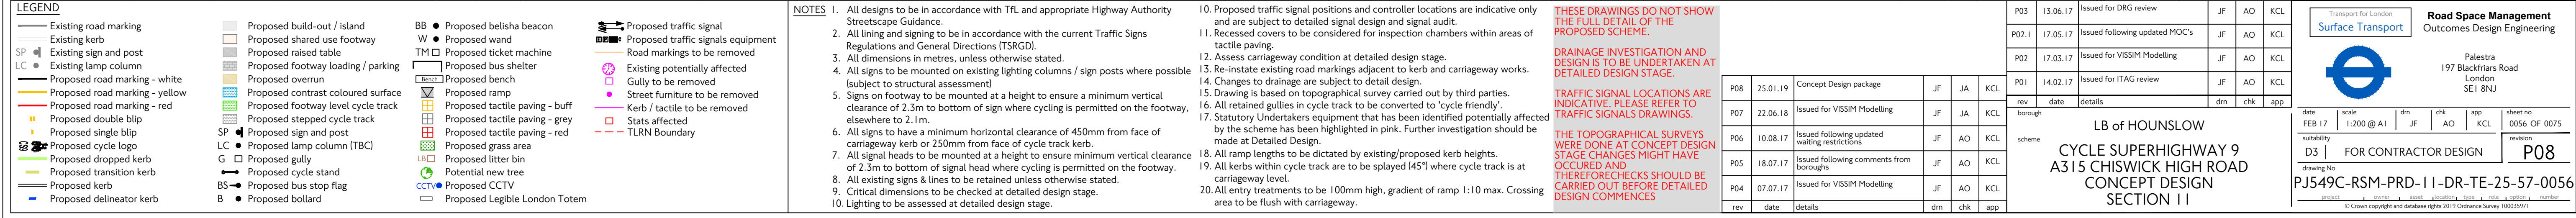 LEGEND
Existing road marking
Existing kerb
SP Existing sign and post
LC Existing lamp column
Proposed road marking - white
Proposed road marking - yellow
Proposed road marking - red
Proposed double blip
Proposed single blip
Proposed cycle logo
Proposed dropped kerb
Proposed transition kerb
Proposed kerb
Proposed delineator kerb
Proposed build-out / island
Proposed shared use footway
Proposed raised table
Proposed footway loading / parking
Proposed overrun
Proposed contrast coloured surface
Proposed footway level cycle track
Proposed stepped cycle track
SP Proposed sign and post
LC Proposed lamp column (TBC)
G Proposed gully
Proposed cycle stand
BS Proposed bus stop flag
B Proposed bollard
BB Proposed belisha beacon
W Proposed wand
TM Proposed ticket machine
Proposed bus shelter
Bench Proposed bench
Proposed ramp
Proposed tactile paving - buff
Proposed tactile paving - grey
Proposed tactile paving - red
Proposed grass area
LB Proposed litter bin
Potential new tree
CCTV Proposed CCTV
Proposed Legible London Totem
Proposed traffic signal
Proposed traffic signals equipment
Road markings to be removed
Existing potentially affected
Gully to be removed
Street furniture to be removed
Kerb / tactile to be removed
Stats affected
TLRN Boundary
NOTES 1. All designs to be in accordance with TfL and appropriate Highway Authority
Streetscape Guidance.
2. All lining and signing to be in accordance with the current Traffic Signs
Regulations and General Directions (TSRGD).
3. All dimensions in metres, unless otherwise stated.
4. All signs to be mounted on existing lighting columns / sign posts where possible
(subject to structural assessment)
5. Signs on footway to be mounted at a height to ensure a minimum vertical
clearance of 2.3m to bottom of sign where cycling is permitted on the footway,
elsewhere to 2.1m.
6. All signs to have a minimum horizontal clearance of 450mm from face of
carriageway kerb or 250mm from face of cycle track kerb.
7. All signal heads to be mounted at a height to ensure minimum vertical clearance
of 2.3m to bottom of signal head where cycling is permitted on the footway.
8. All existing signs & lines to be retained unless otherwise stated.
9. Critical dimensions to be checked at detailed design stage.
10. Lighting to be assessed at detailed design stage.
10. Proposed traffic signal positions and controller locations are indicative only
and are subject to detailed signal design and signal audit.
11. Recessed covers to be considered for inspection chambers within areas of
tactile paving.
12. Assess carriageway condition at detailed design stage.
13. Re-instate existing road markings adjacent to kerb and carriageway works.
14. Changes to drainage are subject to detail design.
15. Drawing is based on topographical survey carried out by third parties.
16. All retained gullies in cycle track to be converted to 'cycle friendly'.
17. Statutory Undertakers equipment that has been identified potentially affected
by the scheme has been highlighted in pink. Further investigation should be
made at Detailed Design.
18. All ramp lengths to be dictated by existing/proposed kerb heights.
19. All kerbs within cycle track are to be splayed (45°) where cycle track is at
carriageway level.
20. All entry treatments to be 100mm high, gradient of ramp 1:10 max. Crossing
area to be flush with carriageway.
THESE DRAWINGS DO NOT SHOW
THE FULL DETAIL OF THE
PROPOSED SCHEME.
DRAINAGE INVESTIGATION AND
DESIGN IS TO BE UNDERTAKEN AT
DETAILED DESIGN STAGE.
TRAFFIC SIGNAL LOCATIONS ARE
INDICATIVE. PLEASE REFER TO
TRAFFIC SIGNALS DRAWINGS.
THE TOPOGRAPHICAL SURVEYS
WERE DONE AT CONCEPT DESIGN
STAGE CHANGES MIGHT HAVE
OCCURED AND
THEREFORECHECKS SHOULD BE
CARRIED OUT BEFORE DETAILED
DESIGN COMMENCES
P08 25.01.19 Concept Design package JF JA KCL
P07 22.06.18 Issued for VISSIM Modelling JF JA KCL
P06 10.08.17 Issued following updated
waiting restrictions JF AO KCL
P05 18.07.17 Issued following comments from
boroughs JF AO KCL
P04 07.07.17 Issued for VISSIM Modelling JF AO KCL
rev date details drn chk app
P03 13.06.17 Issued for DRG review JF AO KCL
P02.1 17.05.17 Issued following updated MOC's JF AO KCL
P02 17.03.17 Issued for VISSIM Modelling JF AO KCL
P01 14.02.17 Issued for ITAG review JF AO KCL
rev date details drn chk app
borough
LB of HOUNSLOW
scheme
CYCLE SUPERHIGHWAY 9
A315 CHISWICK HIGH ROAD
CONCEPT DESIGN
SECTION 11
Transport for London
Surface Transport
Road Space Management
Outcomes Design Engineering
Palestra
197 Blackfriars Road
London
SE1 8NJ
date scale drn chk app sheet no
FEB 17 1:200 @ A1 JF AO KCL 0056 OF 0075
suitability revision
D3 FOR CONTRACTOR DESIGN P08
drawing No
PJ549C-RSM-PRD-11-DR-TE-25-57-0056
project owner asset location type role option number
© Crown copyright and database rights 2019 Ordnance Survey 100035971